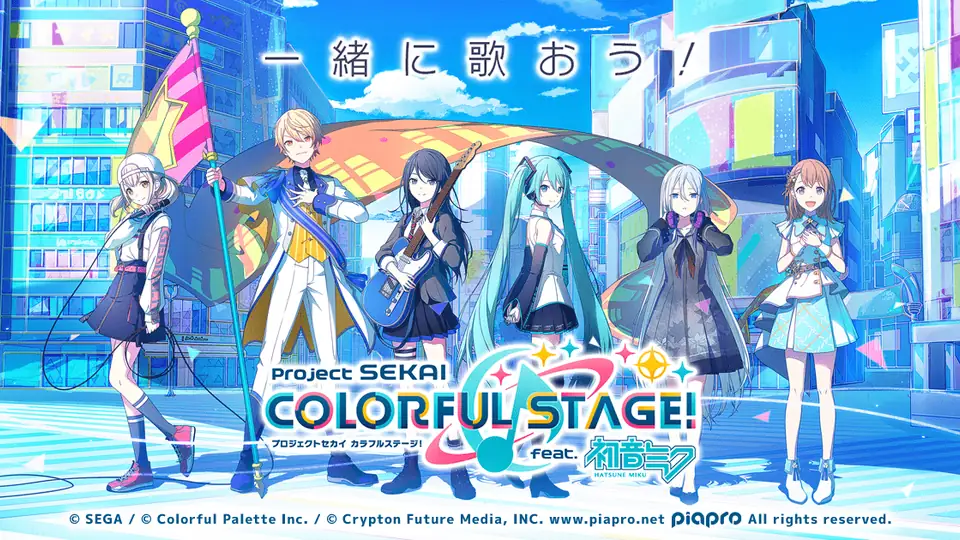 一緒に歌おう！
Project SEKAI
COLORFUL STAGE!
プロジェクトセカイ カラフルステージ！
feat. 初音ミク
HATSUNE MIKU
© SEGA / © Colorful Palette Inc. / © Crypton Future Media, INC. www.piapro.net piapro All rights reserved.